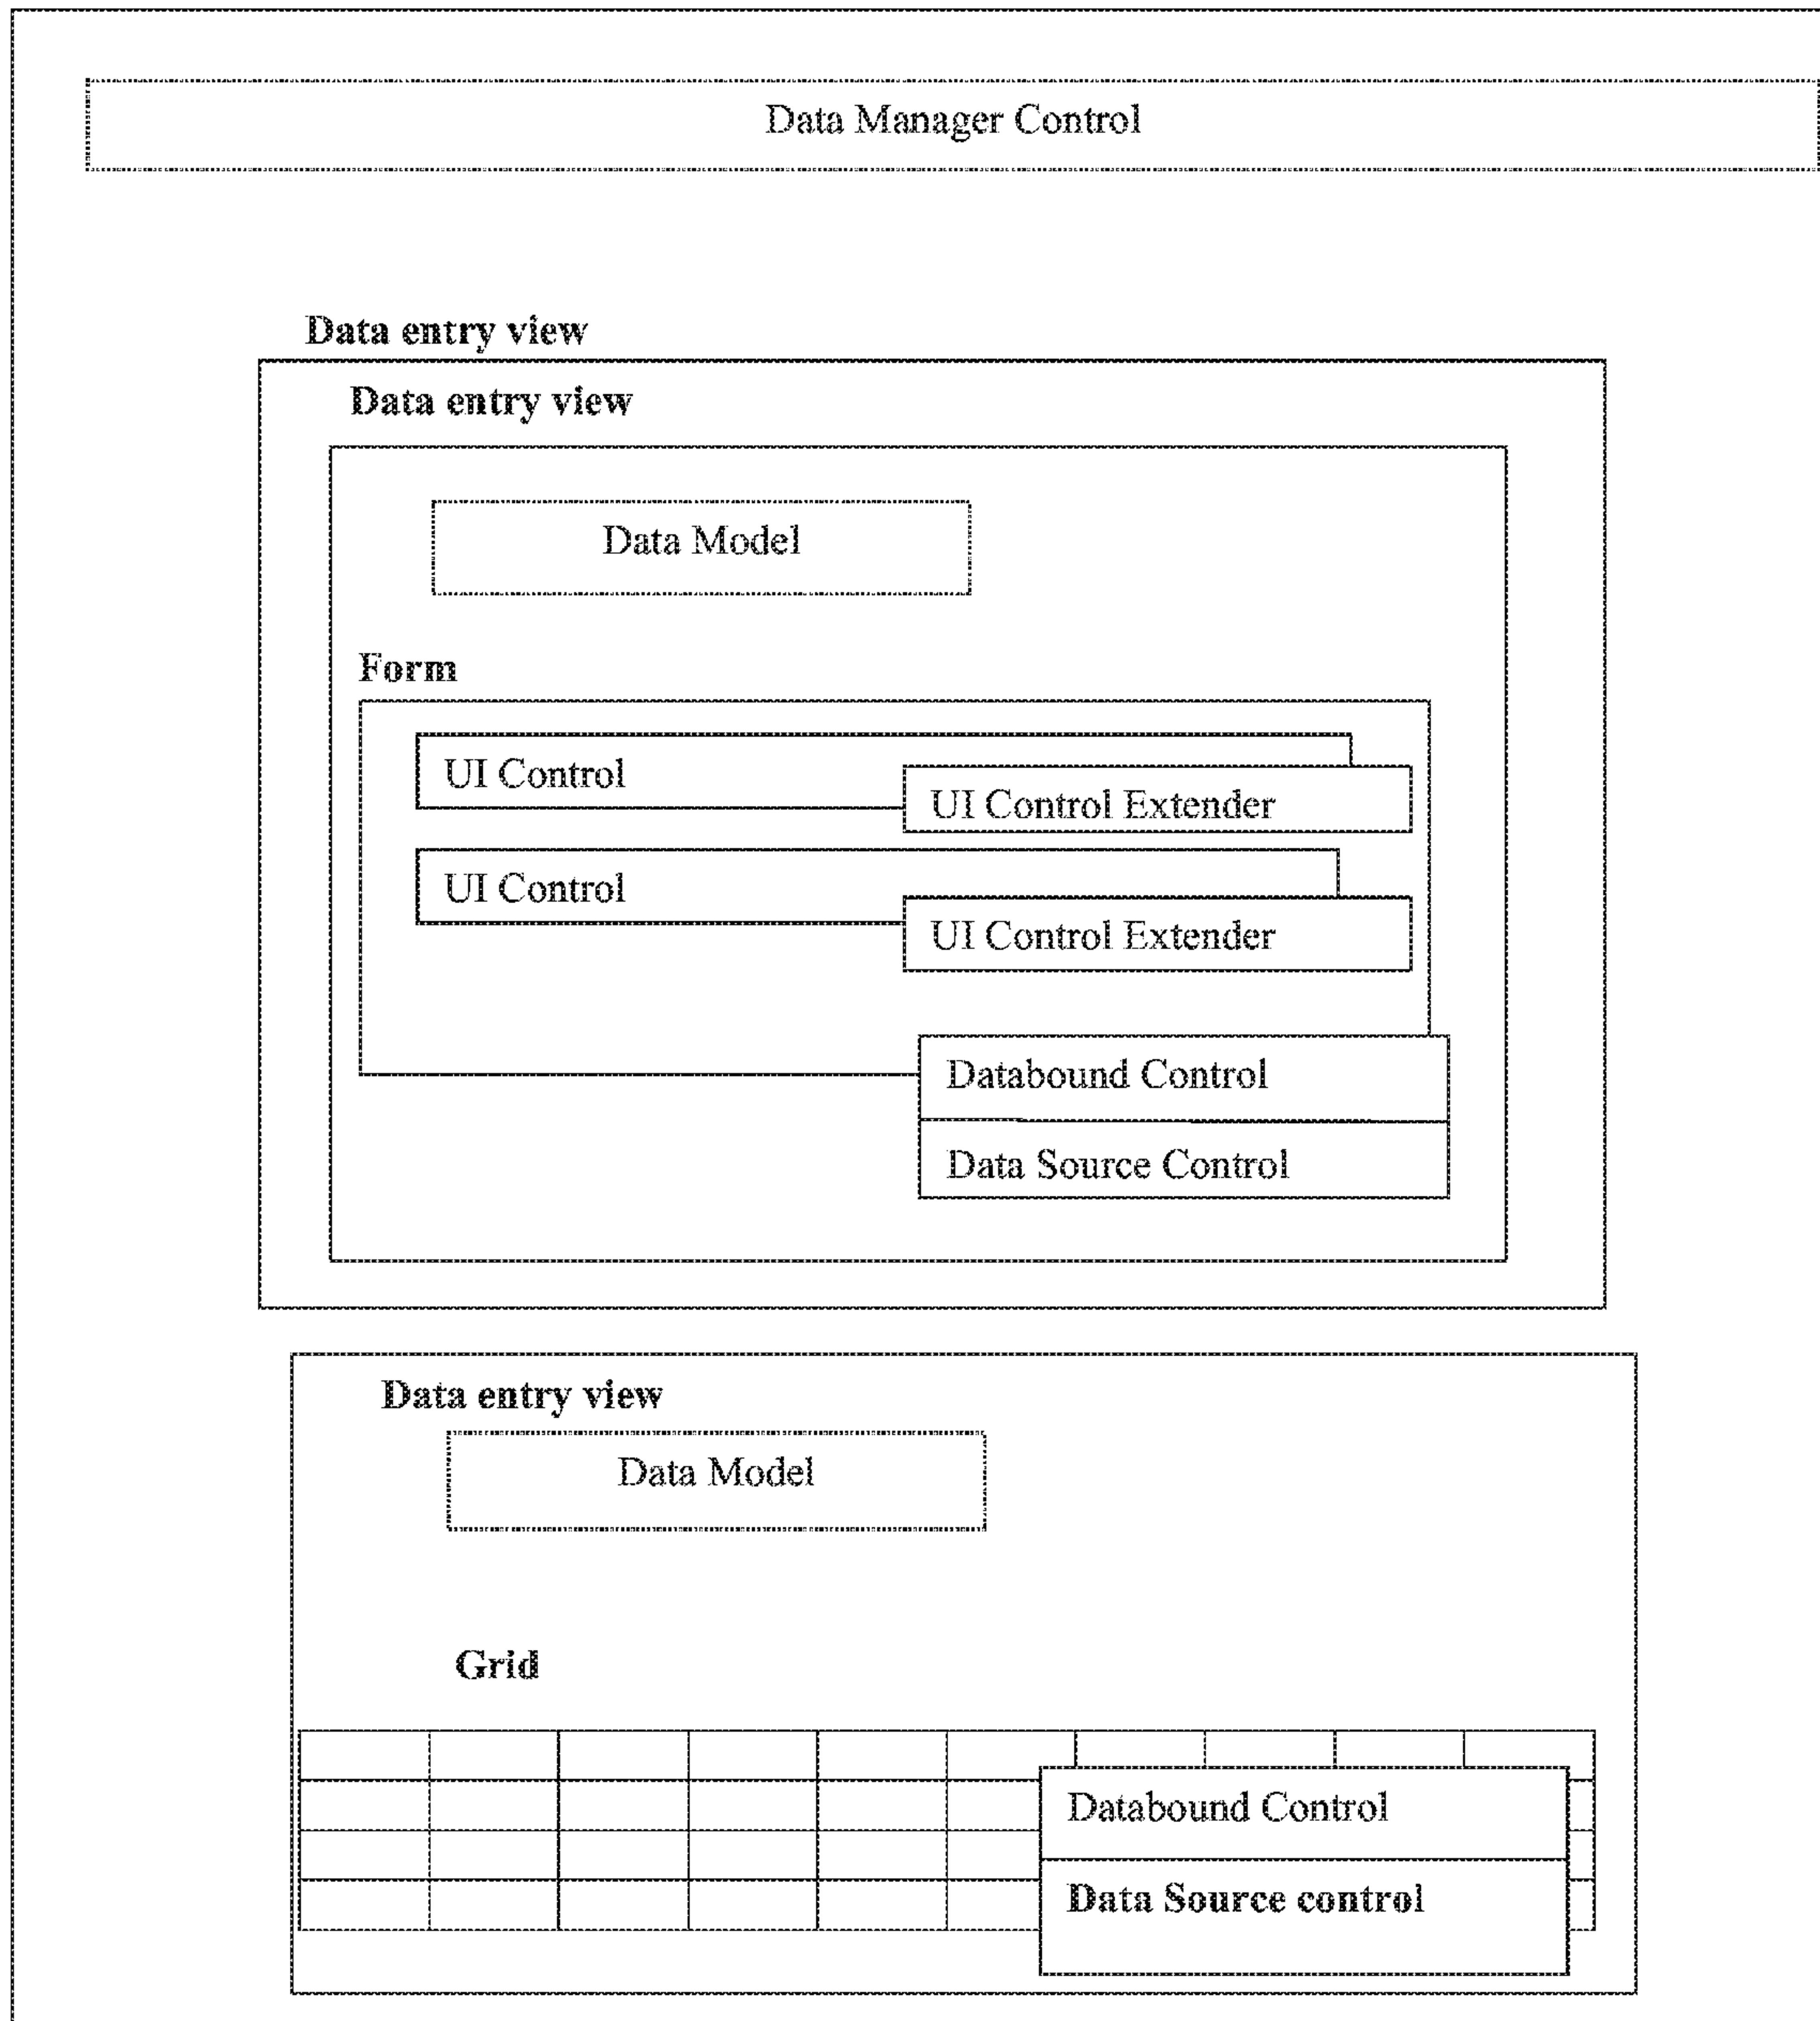 Data Manager Control
Data entry view
Data entry view
Data Model
Form
UI Control
UI Control Extender
UI Control
UI Control Extender
Databound Control
Data Source Control
Data entry view
Data Model
Grid
Databound Control
Data Source control